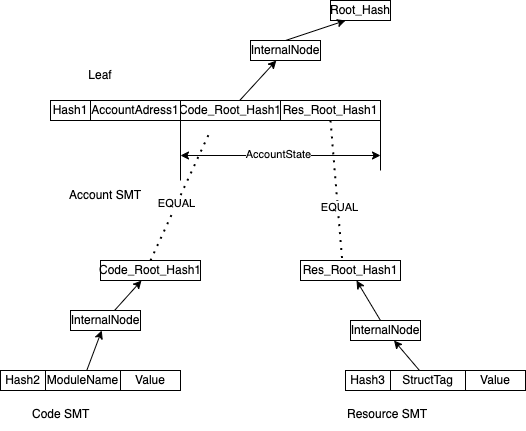 Root_Hash
InternalNode
Leaf
Hash1 AccountAdress1 Code_Root_Hash1 Res_Root_Hash1
AccountState
Account SMT
EQUAL EQUAL
Code_Root_Hash1 Res_Root_Hash1
InternalNode InternalNode
Hash2 ModuleName Value Hash3 StructTag Value
Code SMT Resource SMT